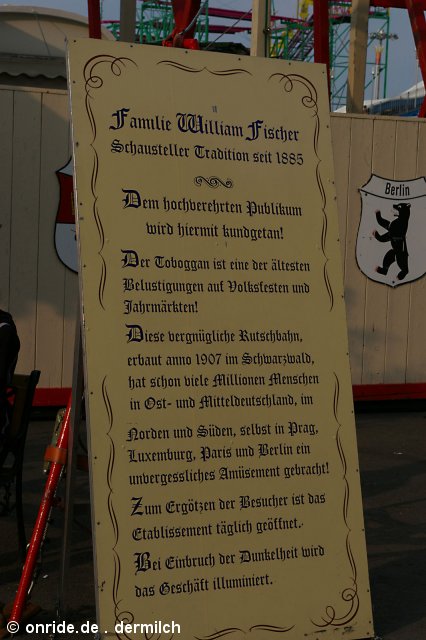 Familie William Fischer
Schausteller Tradition seit 1885
Dem hochverehrten Publikum
wird hiermit kundgetan!
Der Toboggan ist eine der ältesten
Belustigungen auf Volksfesten und
Jahrmärkten!
Diese vergnügliche Rutschbahn,
erbaut anno 1907 im Schwarzwald,
hat schon viele Millionen Menschen
in Ost- und Mitteldeutschland, im
Norden und Süden, selbst in Prag,
Luxemburg, Paris und Berlin ein
unvergessliches Amüsement gebracht!
Zum Ergötzen der Besucher ist das
Etablissement täglich geöffnet.
Bei Einbruch der Dunkelheit wird
das Geschäft illuminiert.
Berlin
© onride.de . dermilch